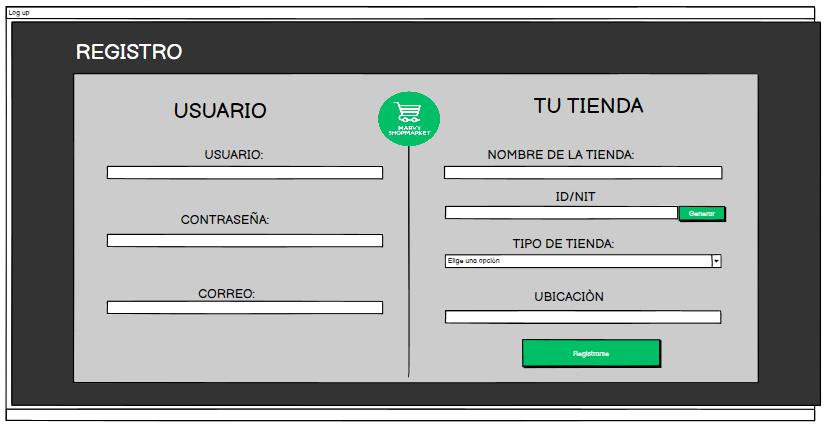 Log up
REGISTRO
USUARIO
USUARIO:
CONTRASEÑA:
CORREO:
MARVY
SHOPMARKET
TU TIENDA
NOMBRE DE LA TIENDA:
ID/NIT
Generar
TIPO DE TIENDA:
Elige una opción
UBICACIÒN
Registrarse